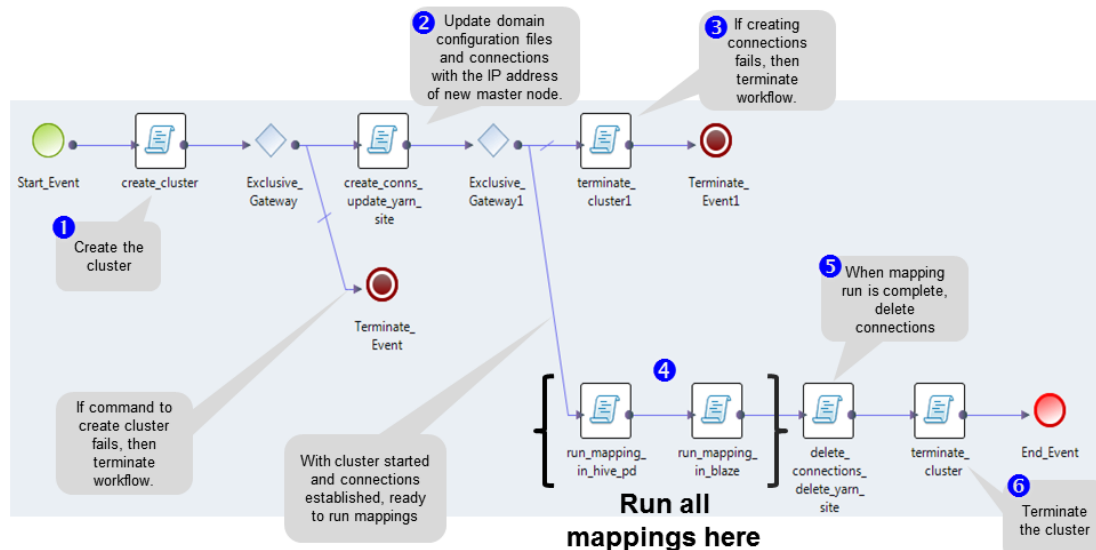 2
Update domain
configuration files
and connections
with the IP address
of new master node.
3
If creating
connections
fails, then
terminate
workflow.
Start_Event
create_cluster
Exclusive_
Gateway
create_conns_
update_yarn_
site
Exclusive_
Gateway1
terminate_
cluster1
Terminate_
Event1
1
Create the
cluster
Terminate_
Event
5
When mapping
run is complete,
delete
connections
If command to
create cluster
fails, then
terminate
workflow.
With cluster started
and connections
established, ready
to run mappings
4
run_mapping_
in_hive_pd
run_mapping_
in_blaze
delete_
connections_
delete_yarn_
site
terminate_
cluster
End_Event
Run all
mappings here
6
Terminate
the cluster